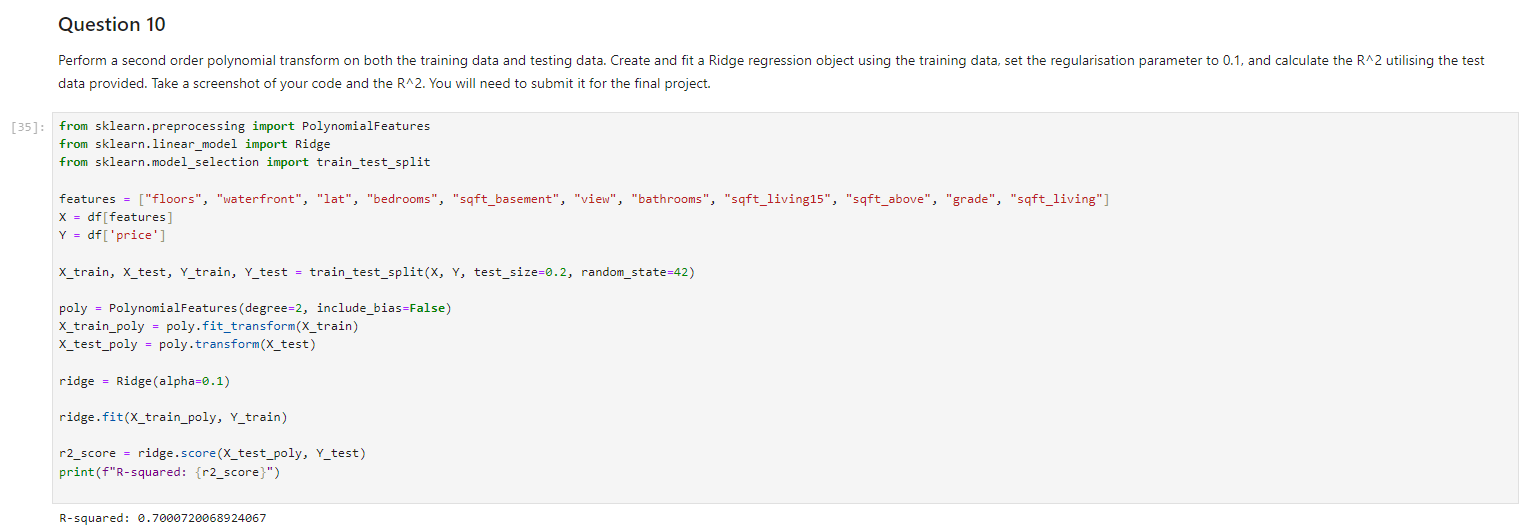 Question 10
Perform a second order polynomial transform on both the training data and testing data. Create and fit a Ridge regression object using the training data, set the regularisation parameter to 0.1, and calculate the R^2 utilising the test
data provided. Take a screenshot of your code and the R^2. You will need to submit it for the final project.
[35]: from sklearn.preprocessing import PolynomialFeatures
from sklearn.linear_model import Ridge
from sklearn.model_selection import train_test_split
features = ["floors", "waterfront", "lat", "bedrooms", "sqft_basement", "view", "bathrooms", "sqft_living15", "sqft_above", "grade", "sqft_living"]
X = df[features]
Y = df['price']
X_train, X_test, Y_train, Y_test = train_test_split(X, Y, test_size=0.2, random_state=42)
poly = PolynomialFeatures(degree=2, include_bias=False)
X_train_poly = poly.fit_transform(X_train)
X_test_poly = poly.transform(X_test)
ridge = Ridge(alpha=0.1)
ridge.fit(X_train_poly, Y_train)
r2_score = ridge.score(X_test_poly, Y_test)
print(f"R-squared: {r2_score}")
R-squared: 0.7000720068924067